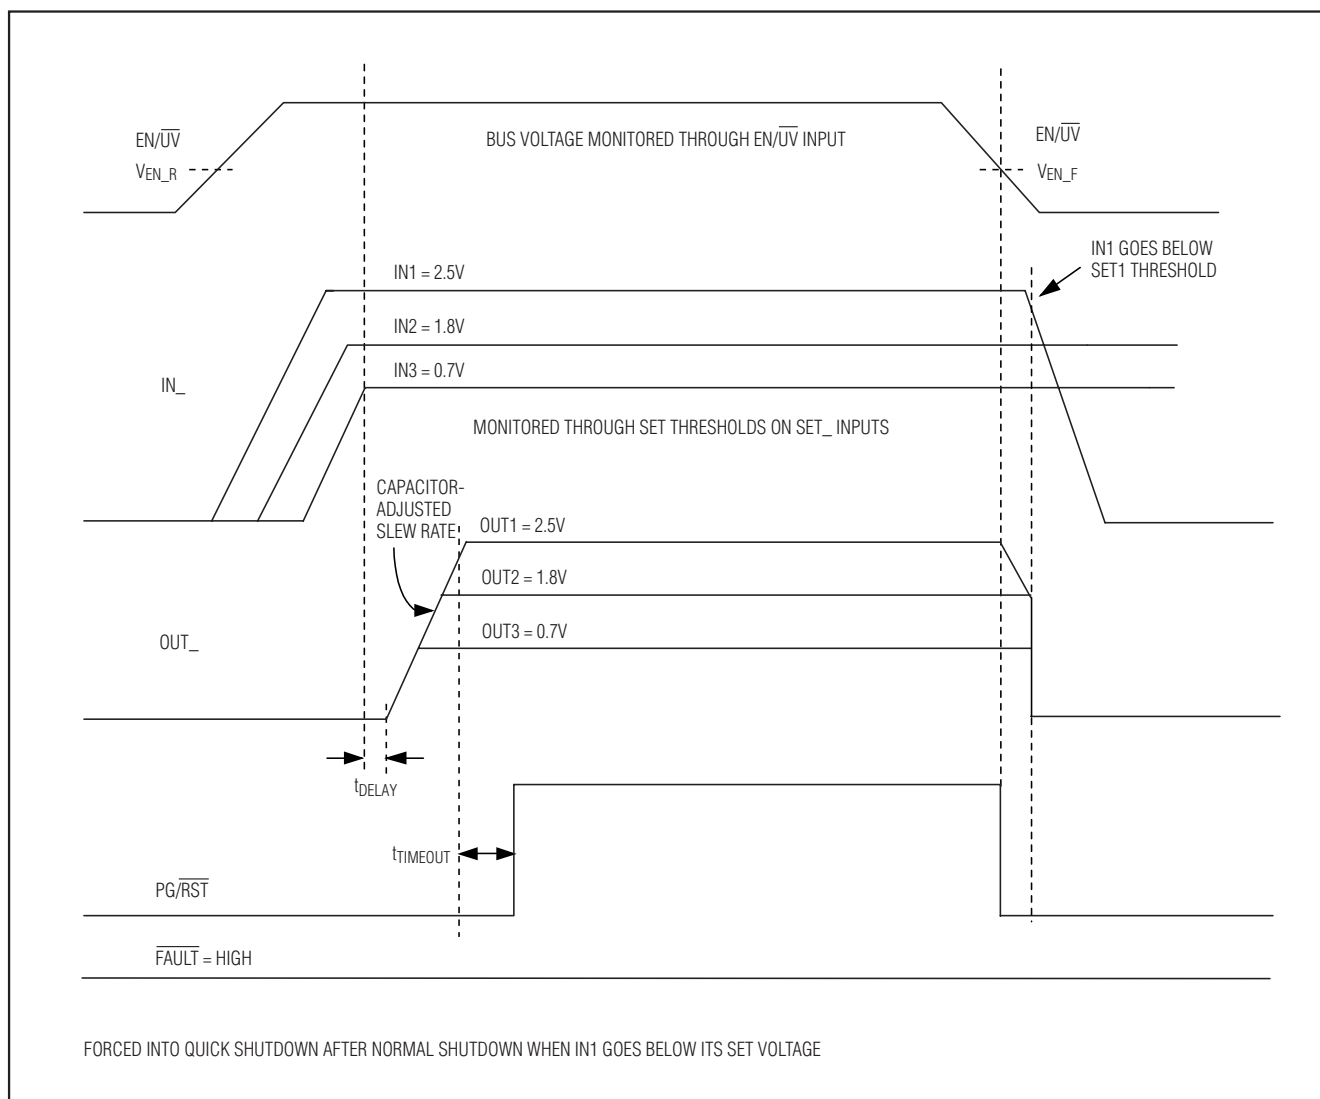 EN/UV
VEN_R
BUS VOLTAGE MONITORED THROUGH EN/UV INPUT
EN/UV
VEN_F
IN1 GOES BELOW
SET1 THRESHOLD
IN1 = 2.5V
IN2 = 1.8V
IN3 = 0.7V
IN_
MONITORED THROUGH SET THRESHOLDS ON SET_ INPUTS
CAPACITOR-
ADJUSTED
SLEW RATE
OUT1 = 2.5V
OUT2 = 1.8V
OUT3 = 0.7V
OUT_
tDELAY
tTIMEOUT
PG/RST
FAULT = HIGH
FORCED INTO QUICK SHUTDOWN AFTER NORMAL SHUTDOWN WHEN IN1 GOES BELOW ITS SET VOLTAGE